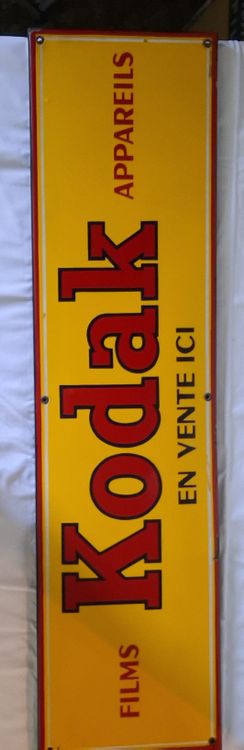 FILMS Kodak APPAREILS
EN VENTE ICI